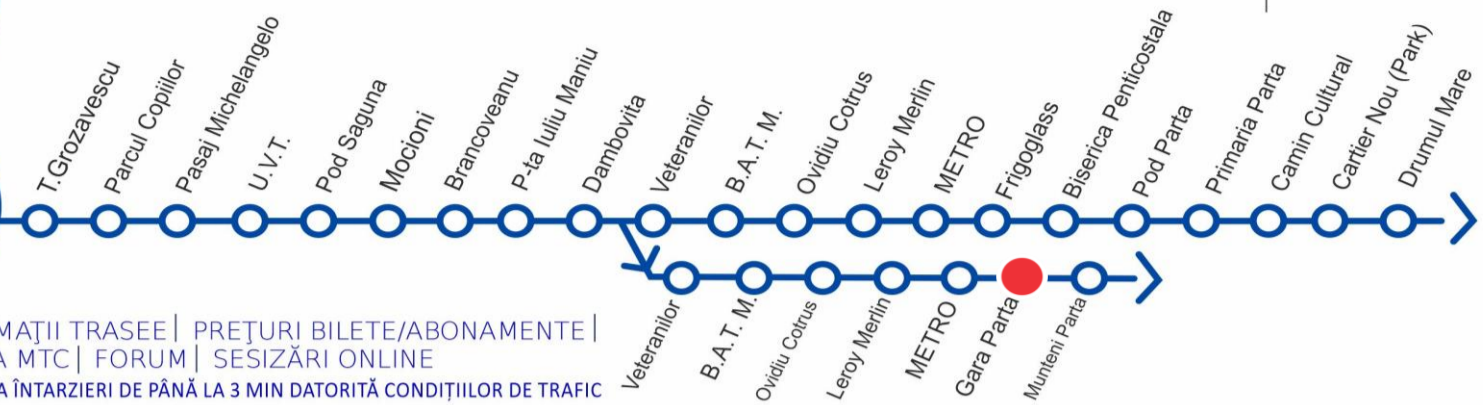 T.Grozavescu
Parcul Copiilor
Pasaj Michelangelo
U.V.T.
Pod Saguna
Mocioni
Brancoveanu
P-ta Iuliu Maniu
Dambovita
Veteranilor
B.A.T. M.
Ovidiu Cotrus
Leroy Merlin
METRO
Frigoglass
Biserica Penticostala
Pod Parta
Primaria Parta
Camin Cultural
Cartier Nou (Park)
Drumul Mare
Veteranilor
B.A.T. M.
Ovidiu Cotrus
Leroy Merlin
METRO
Gara Parta
Munteni Parta
MAŢII TRASEE| PREŢURI BILETE/ABONAMENTE|
A MTC| FORUM| SESIZĂRI ONLINE
A ÎNTARZIERI DE PÂNĂ LA 3 MIN DATORITĂ CONDIŢIILOR DE TRAFIC